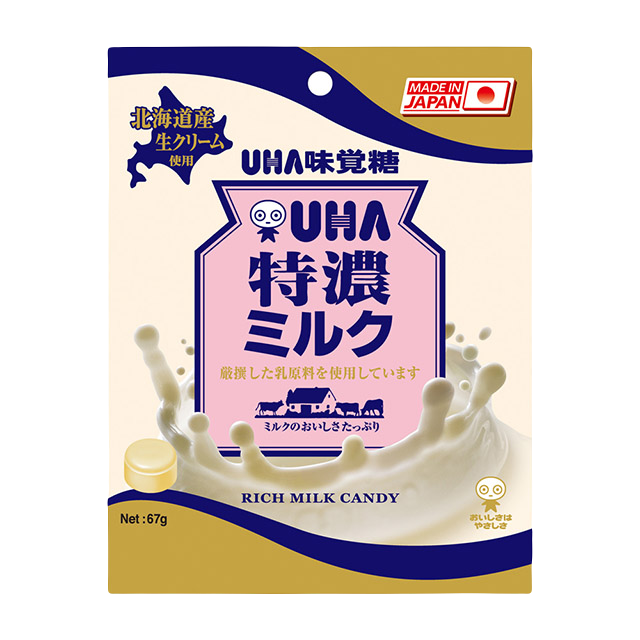 MADE IN
JAPAN
北海道産
生クリーム
使用
UHA味覚糖
UHA
特濃
ミルク
厳撰した乳原料を使用しています
ミルクのおいしさたっぷり
RICH MILK CANDY
Net : 67g
おいしさは
やさしさ